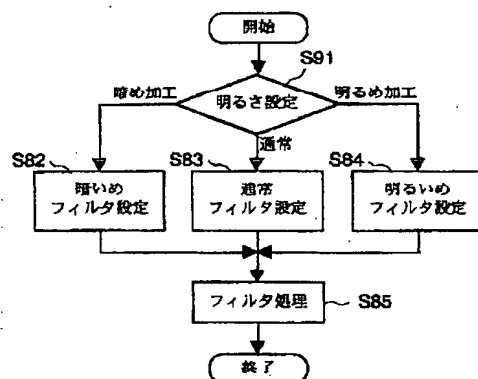 開始
S91
暗め加工
明るさ設定
明るめ加工
通常
S82
S83
S84
暗いめ
フィルタ設定
通常
フィルタ設定
明るいめ
フィルタ設定
フィルタ処理
S85
終了